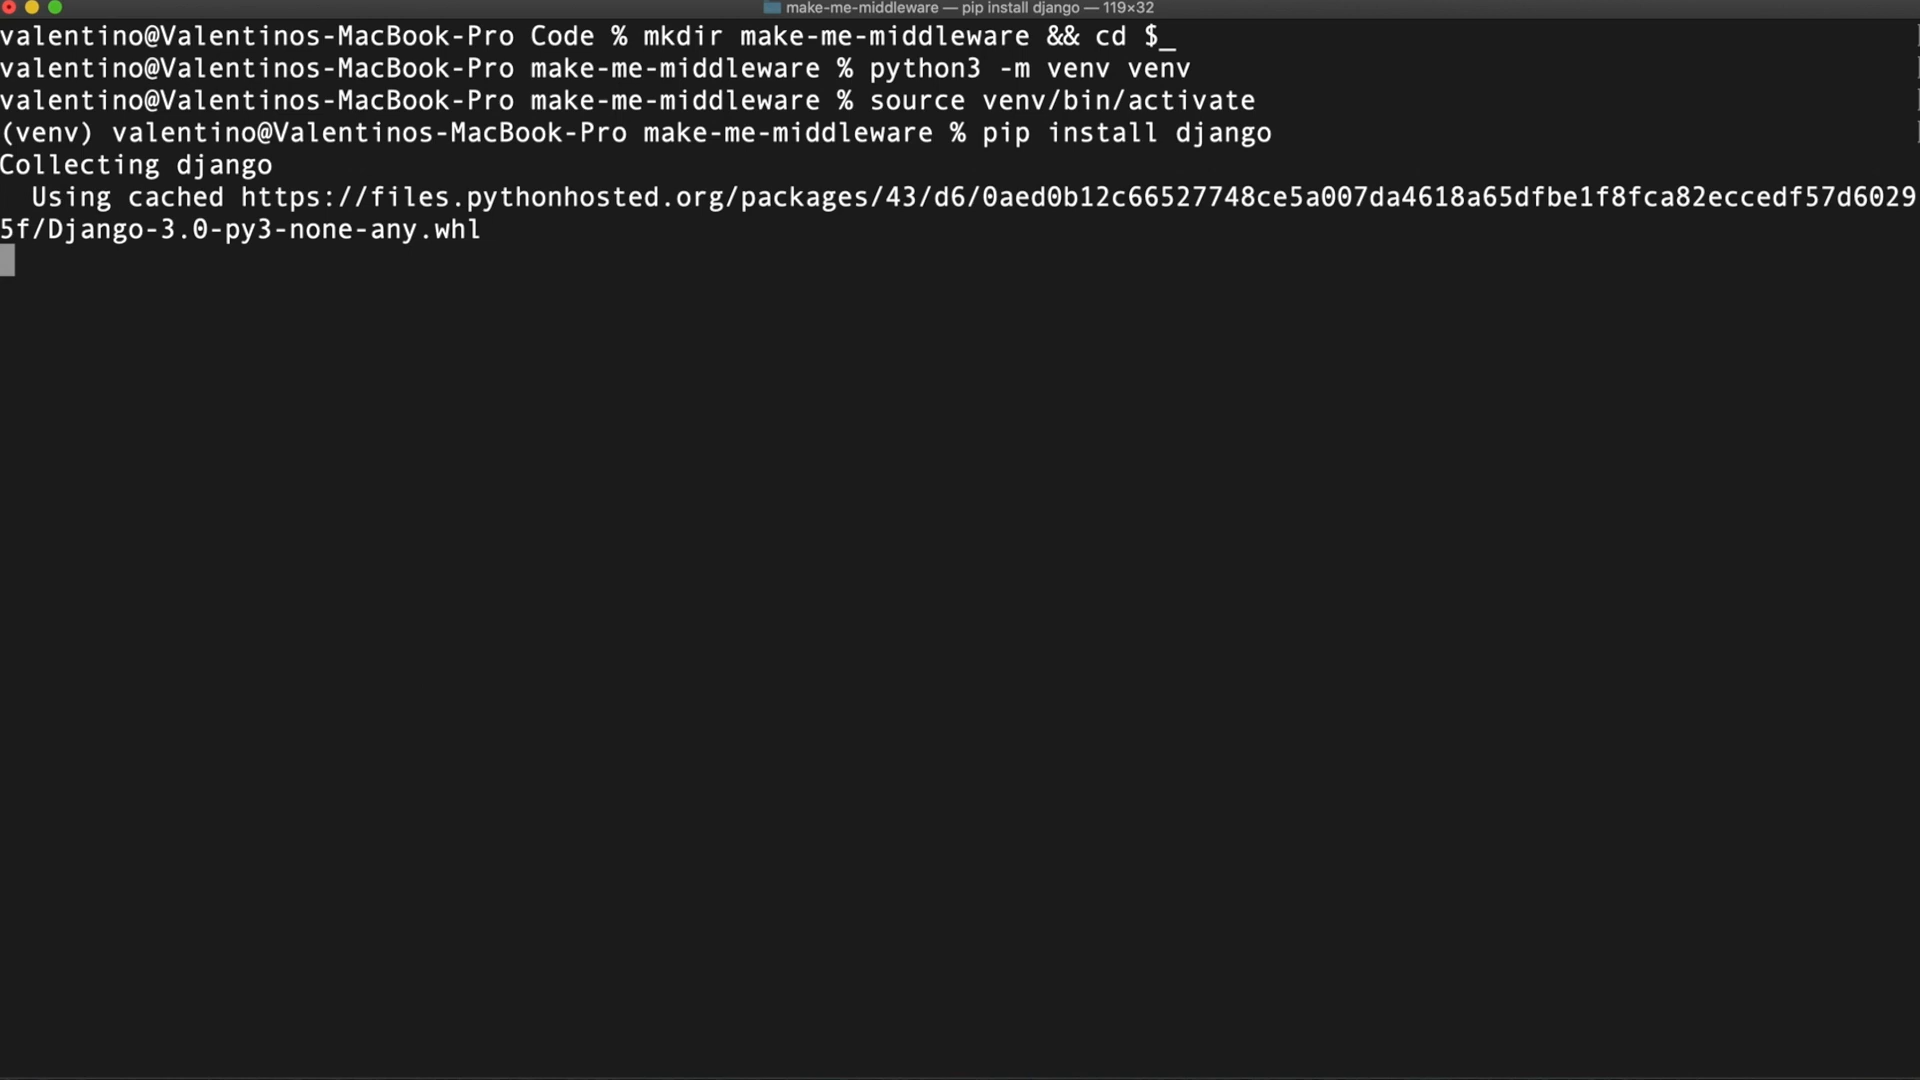 make-me-middleware — pip install django — 119×32
valentino@Valentinos-MacBook-Pro Code % mkdir make-me-middleware && cd $_
valentino@Valentinos-MacBook-Pro make-me-middleware % python3 -m venv venv
valentino@Valentinos-MacBook-Pro make-me-middleware % source venv/bin/activate
(venv) valentino@Valentinos-MacBook-Pro make-me-middleware % pip install django
Collecting django
  Using cached https://files.pythonhosted.org/packages/43/d6/0aed0b12c66527748ce5a007da4618a65dfbe1f8fca82eccedf57d6029
5f/Django-3.0-py3-none-any.whl